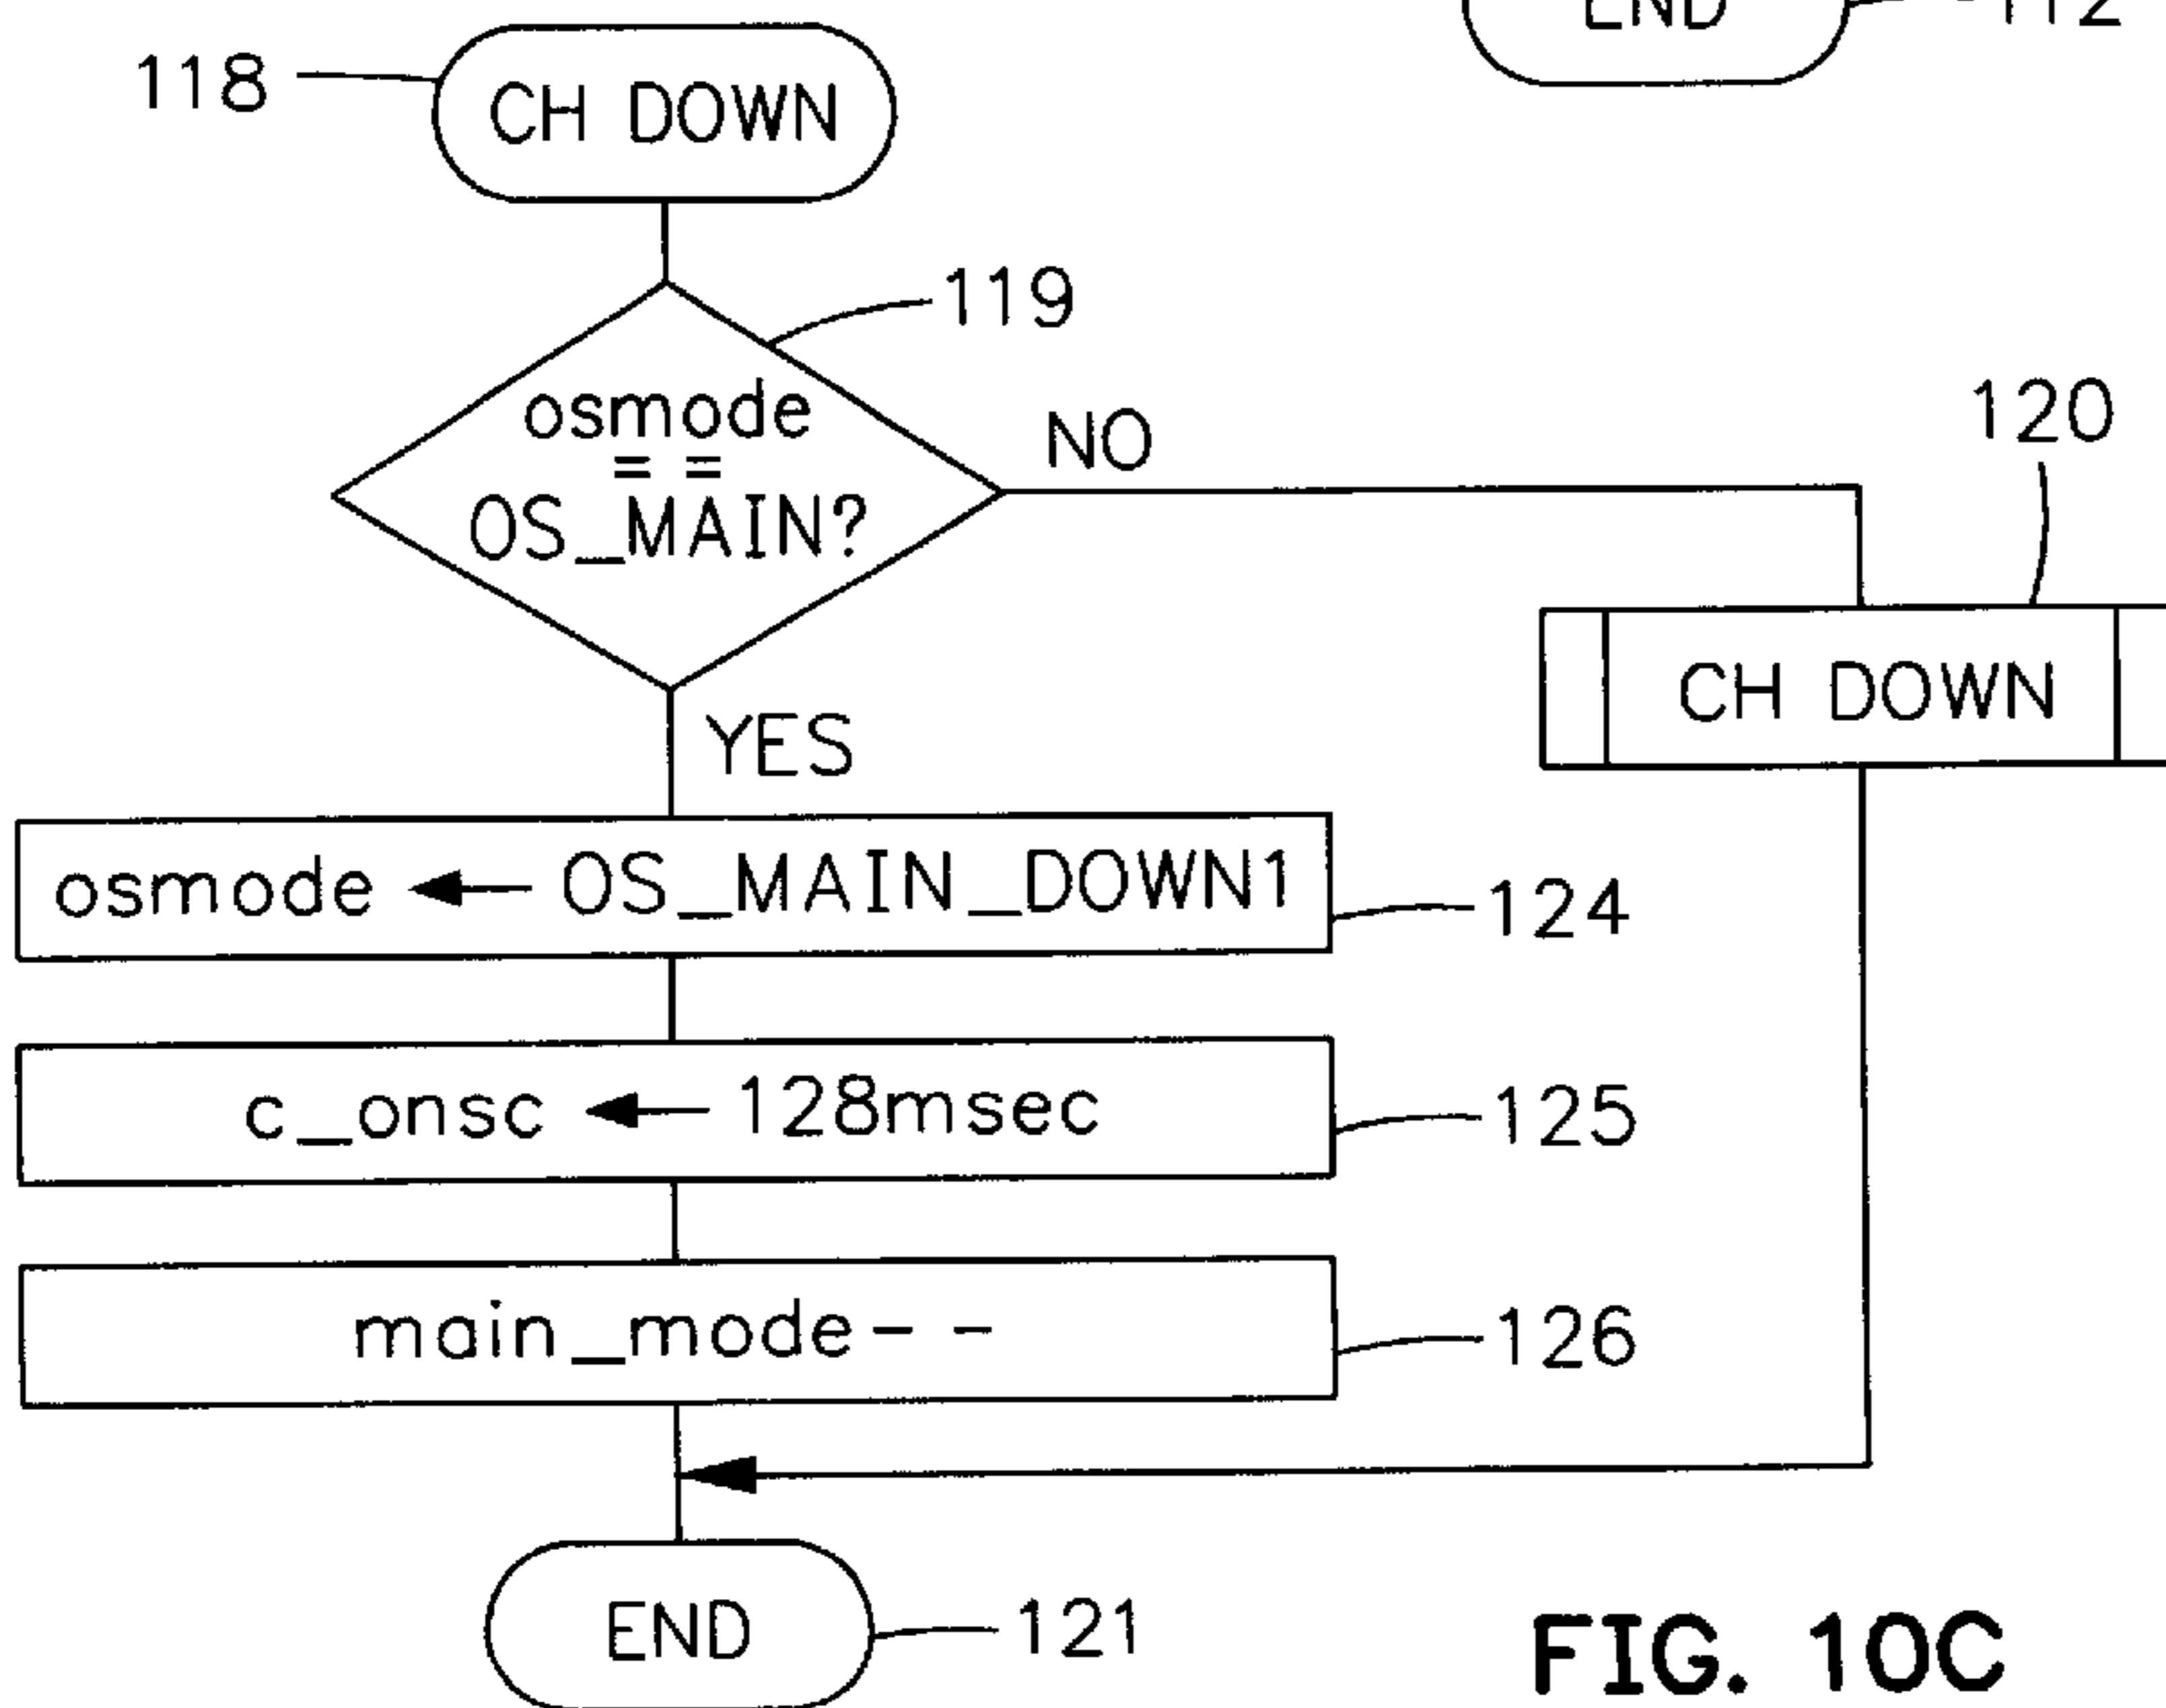 END
112
118
CH DOWN
119
osmode
= =
OS_MAIN?
NO
120
CH DOWN
YES
osmode ← OS_MAIN_DOWN1
124
c_onsc ← 128msec
125
main_mode- -
126
END
121
FIG. 10C